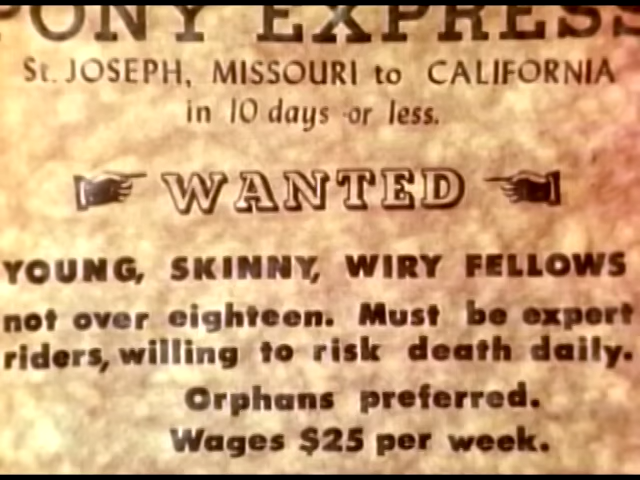 PONY EXPRESS
St. JOSEPH, MISSOURI to CALIFORNIA
in 10 days or less.
WANTED
YOUNG, SKINNY, WIRY FELLOWS
not over eighteen. Must be expert
riders, willing to risk death daily.
Orphans preferred.
Wages $25 per week.